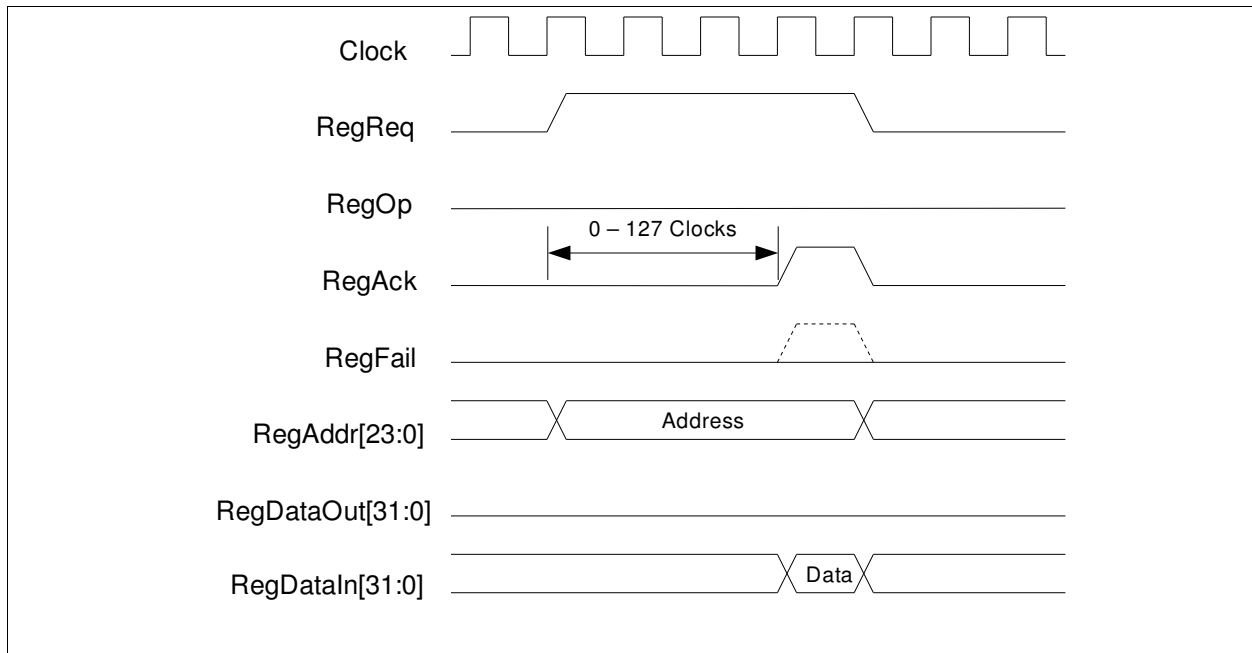 Clock
RegReq
RegOp
0 – 127 Clocks
RegAck
RegFail
RegAddr[23:0]
Address
RegDataOut[31:0]
RegDataIn[31:0]
Data